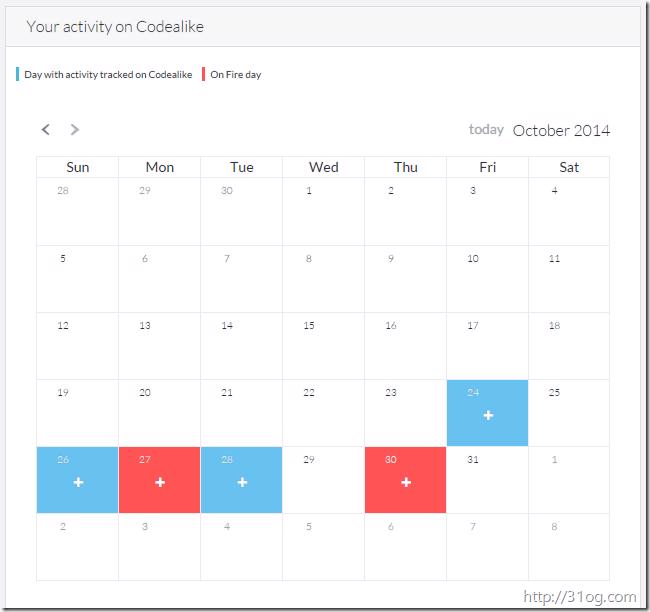 Your activity on Codealike
Day with activity tracked on Codealike On Fire day
today October 2014
Sun Mon Tue Wed Thu Fri Sat
28 29 30 1 2 3 4
5 6 7 8 9 10 11
12 13 14 15 16 17 18
19 20 21 22 23 24 25
+
26 27 28 29 30 31 1
+ + + +
2 3 4 5 6 7 8
http://31og.com